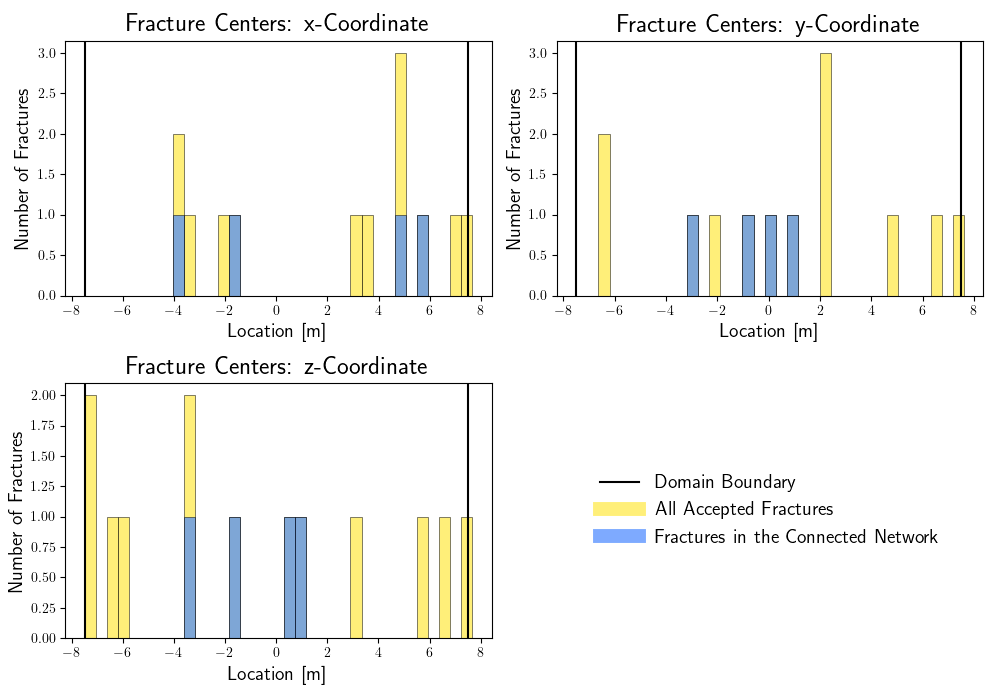 Fracture Centers: x-Coordinate
Number of Fractures
3.0
2.5
2.0
1.5
1.0
0.5
0.0
−8 −6 −4 −2 0 2 4 6 8
Location [m]
Fracture Centers: y-Coordinate
Number of Fractures
3.0
2.5
2.0
1.5
1.0
0.5
0.0
−8 −6 −4 −2 0 2 4 6 8
Location [m]
Fracture Centers: z-Coordinate
Number of Fractures
2.00
1.75
1.50
1.25
1.00
0.75
0.50
0.25
0.00
−8 −6 −4 −2 0 2 4 6 8
Location [m]
Domain Boundary
All Accepted Fractures
Fractures in the Connected Network